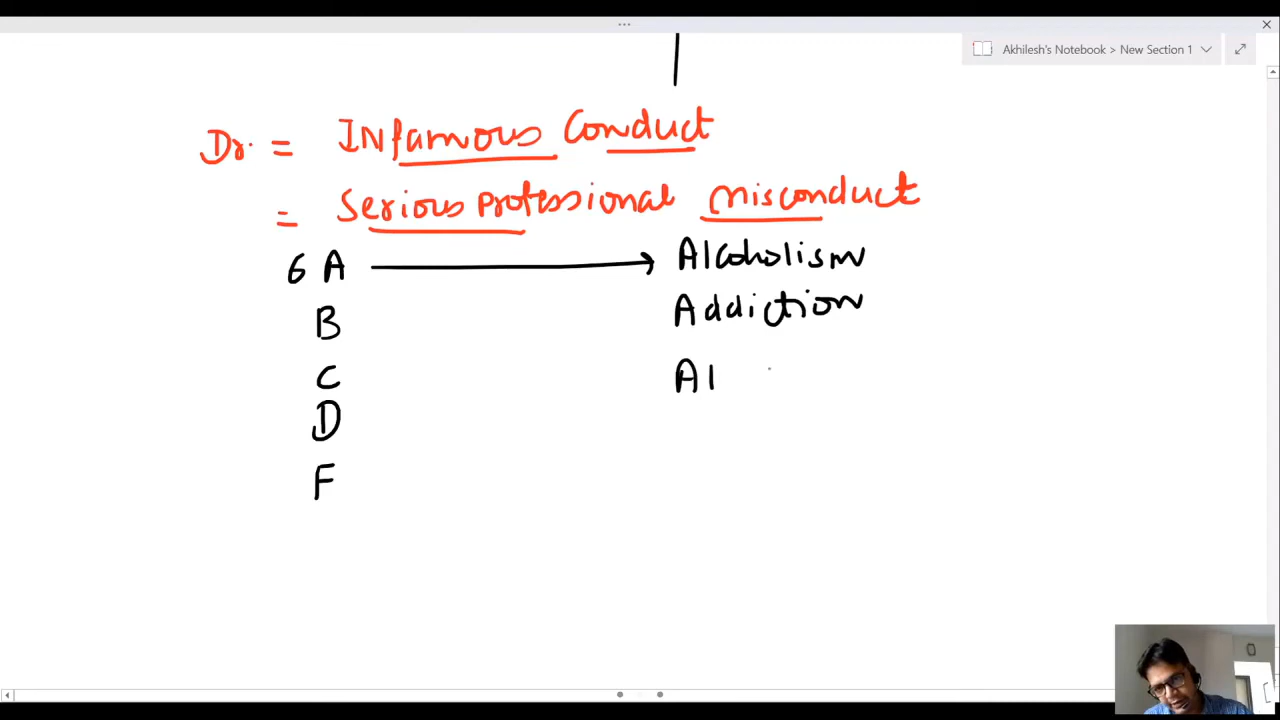 Akhilesh's Notebook > New Section 1
Dr. = Infamous Conduct
= Serious professional misconduct
6 A → Alcoholism
B Addiction
C Al
D
F